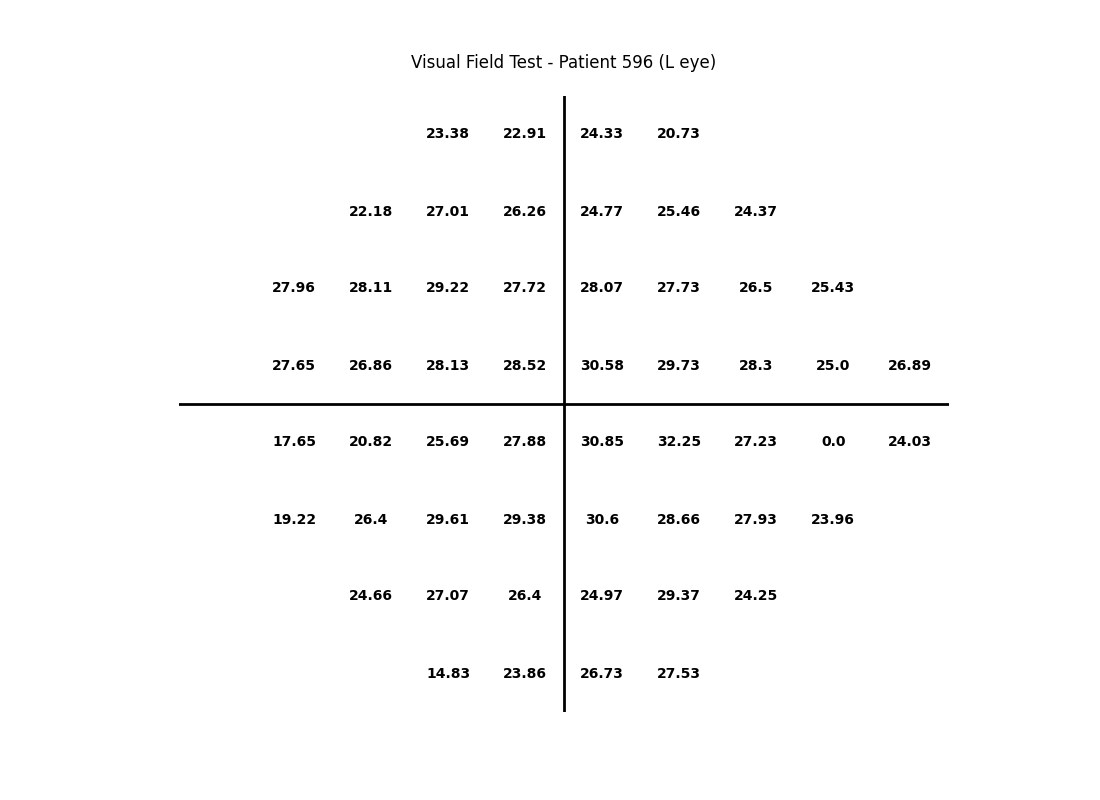 Visual Field Test - Patient 596 (L eye)
23.38 22.91 24.33 20.73
22.18 27.01 26.26 24.77 25.46 24.37
27.96 28.11 29.22 27.72 28.07 27.73 26.5 25.43
27.65 26.86 28.13 28.52 30.58 29.73 28.3 25.0 26.89
17.65 20.82 25.69 27.88 30.85 32.25 27.23 0.0 24.03
19.22 26.4 29.61 29.38 30.6 28.66 27.93 23.96
24.66 27.07 26.4 24.97 29.37 24.25
14.83 23.86 26.73 27.53